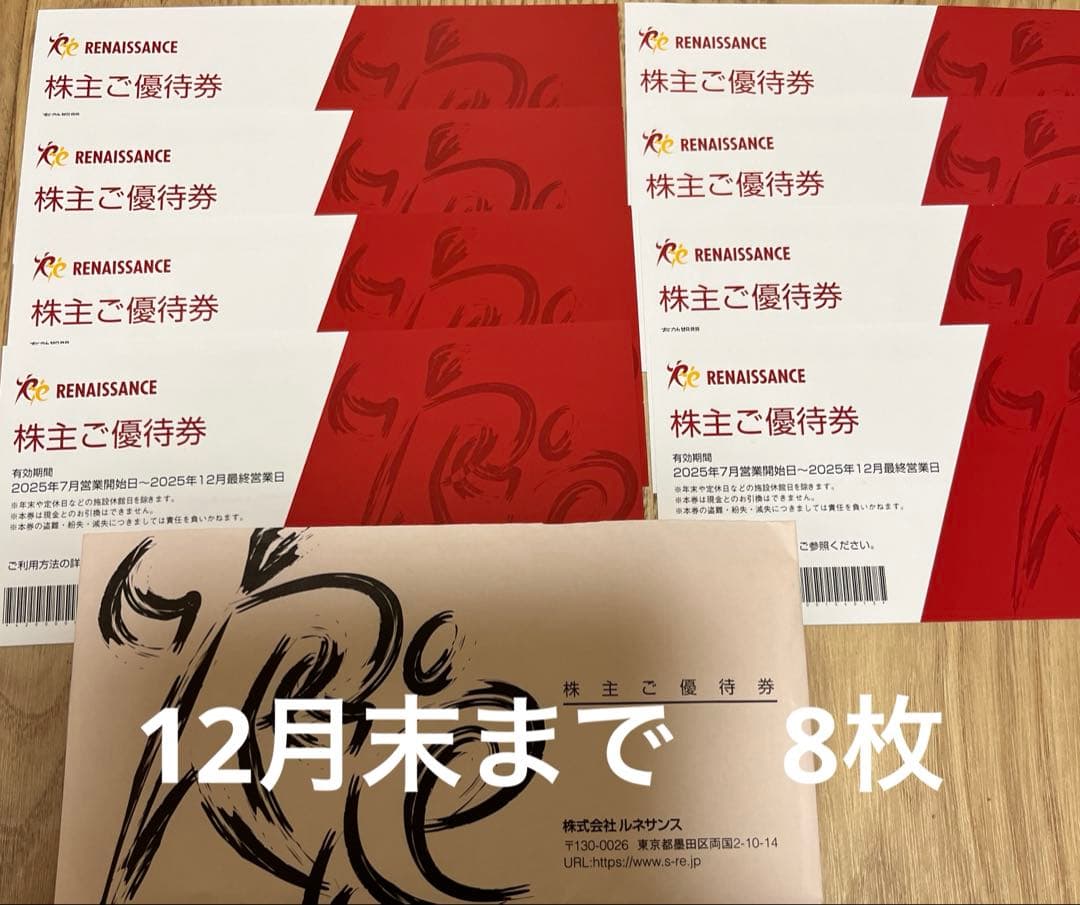 RENAISSANCE
株主ご優待券
RENAISSANCE
株主ご優待券
RENAISSANCE
株主ご優待券
RENAISSANCE
株主ご優待券
有効期間
2025年7月営業開始日～2025年12月最終営業日
※年末や定休日などの施設休館日を除きます。
※本券は現金とのお引換はできません。
※本券の盗難・紛失・滅失につきましては責任を負いかねます。
ご利用方法の詳
RENAISSANCE
株主ご優待券
RENAISSANCE
株主ご優待券
RENAISSANCE
株主ご優待券
RENAISSANCE
株主ご優待券
有効期間
2025年7月営業開始日～2025年12月最終営業日
※年末や定休日などの施設休館日を除きます。
※本券は現金とのお引換はできません。
※本券の盗難・紛失・滅失につきましては責任を負いかねます。
ご参照ください。
株主ご優待券
12月末まで 8枚
株式会社 ルネサンス
〒130-0026 東京都墨田区両国2-10-14
URL:https://www.s-re.jp